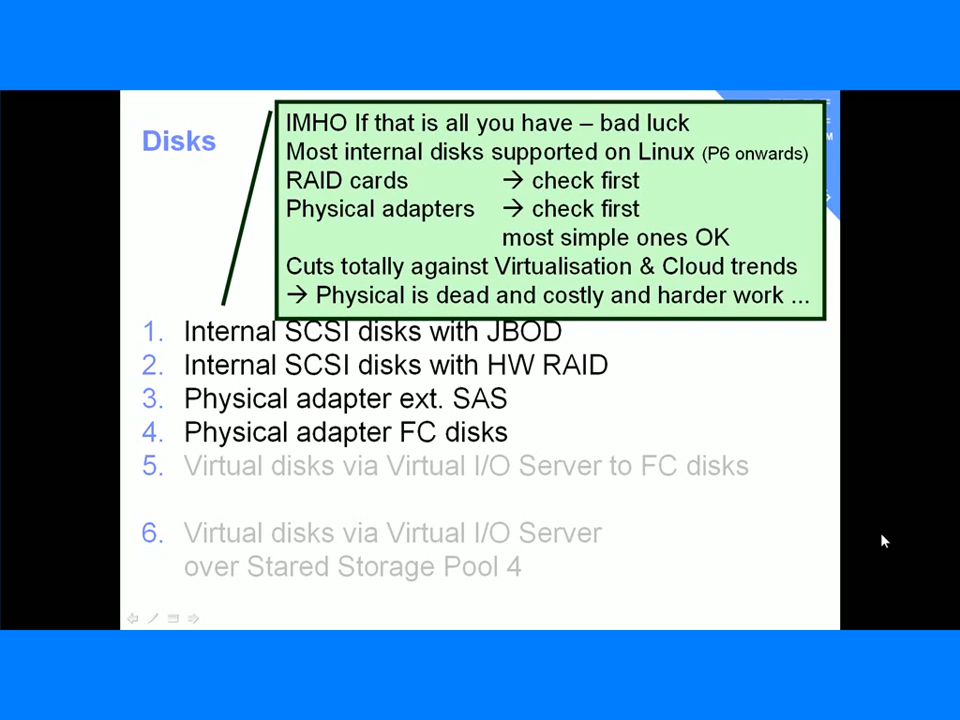 Disks
IMHO If that is all you have – bad luck
Most internal disks supported on Linux (P6 onwards)
RAID cards → check first
Physical adapters → check first
most simple ones OK
Cuts totally against Virtualisation & Cloud trends
→ Physical is dead and costly and harder work ...
1. Internal SCSI disks with JBOD
2. Internal SCSI disks with HW RAID
3. Physical adapter ext. SAS
4. Physical adapter FC disks
5. Virtual disks via Virtual I/O Server to FC disks
6. Virtual disks via Virtual I/O Server
over Stared Storage Pool 4